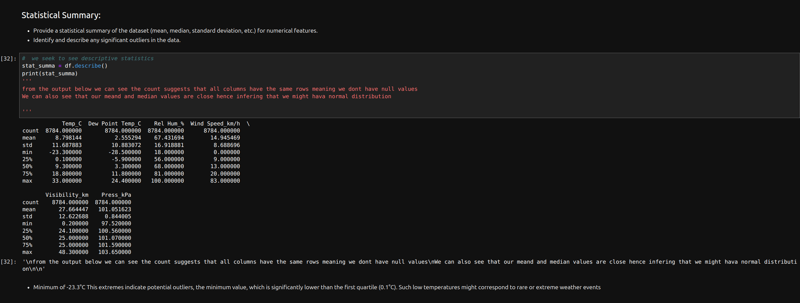 Statistical Summary:
• Provide a statistical summary of the dataset (mean, median, standard deviation, etc.) for numerical features.
• Identify and describe any significant outliers in the data.
[32]: # we seek to see descriptive statistics
stat_summa = df.describe()
print(stat_summa)
'''
from the output below we can see the count suggests that all columns have the same rows meaning we dont have null values
We can also see that our meand and median values are close hence infering that we might hava normal distribution
'''
Temp_C Dew Point Temp_C Rel Hum_% Wind Speed_km/h \
count 8784.000000 8784.000000 8784.000000 8784.000000
mean 8.798144 2.555294 67.431694 14.945469
std 11.687883 10.883072 16.918881 8.688696
min -23.300000 -28.500000 18.000000 0.000000
25% 0.100000 -5.900000 56.000000 9.000000
50% 9.300000 3.300000 68.000000 13.000000
75% 18.800000 11.800000 81.000000 20.000000
max 33.000000 24.400000 100.000000 83.000000
Visibility_km Press_kPa
count 8784.000000 8784.000000
mean 27.664447 101.051623
std 12.622688 0.844005
min 0.200000 97.520000
25% 24.100000 100.560000
50% 25.000000 101.070000
75% 25.000000 101.590000
max 48.300000 103.650000
[32]: '\nfrom the output below we can see the count suggests that all columns have the same rows meaning we dont have null values\nWe can also see that our meand and median values are close hence infering that we might hava normal distributi
on\n\n'
• Minimum of -23.3°C This extremes indicate potential outliers, the minimum value, which is significantly lower than the first quartile (0.1°C). Such low temperatures might correspond to rare or extreme weather events